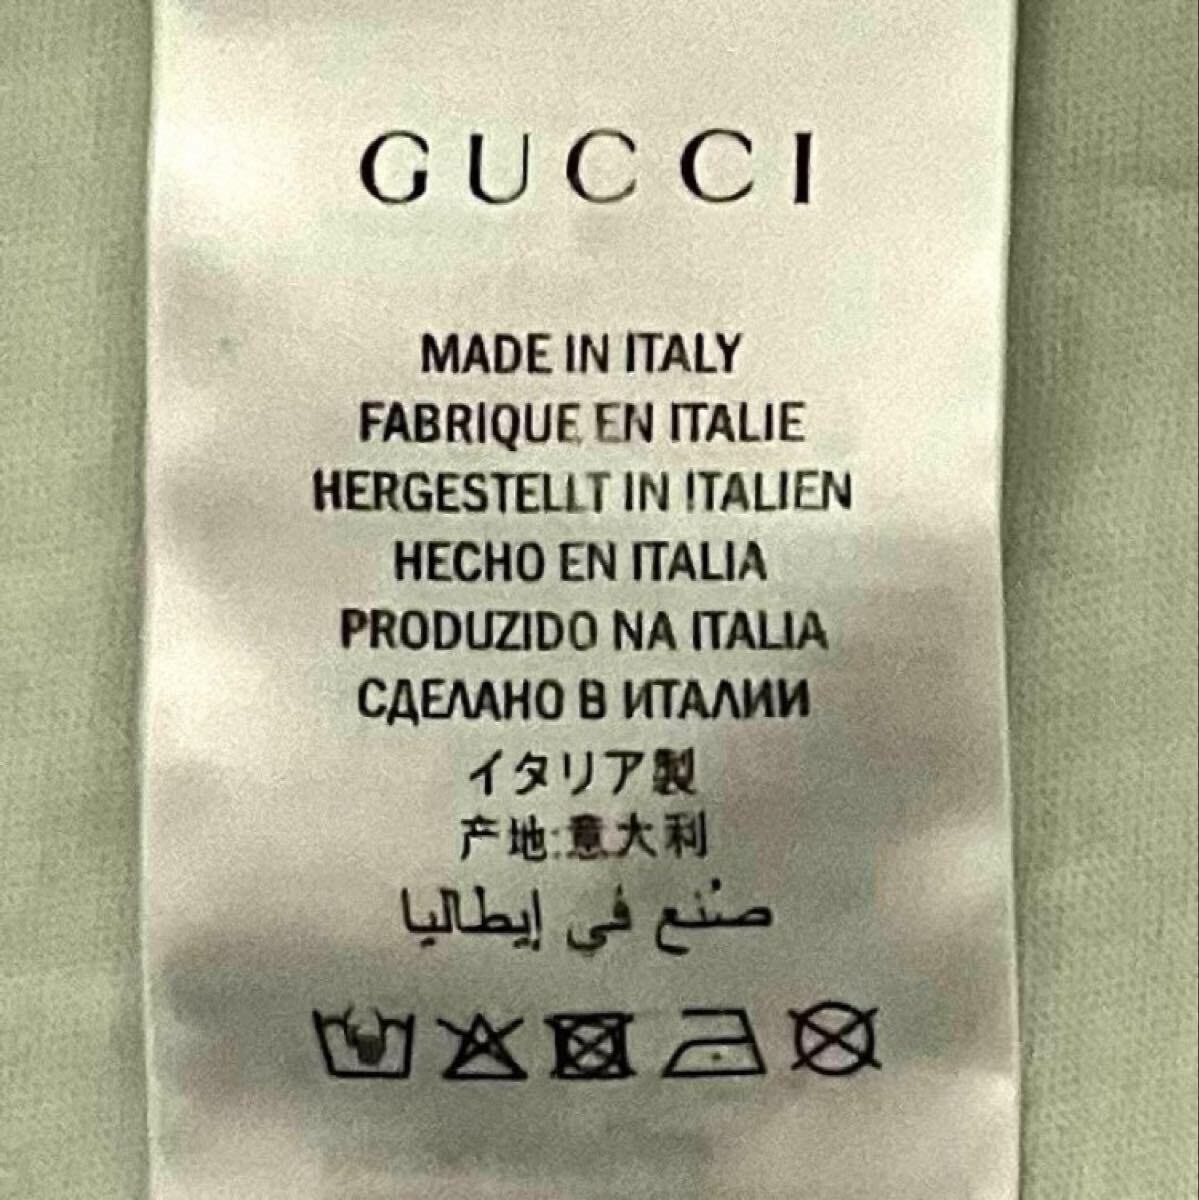 GUCCI
MADE IN ITALY
FABRIQUE EN ITALIE
HERGESTELLT IN ITALIEN
HECHO EN ITALIA
PRODUZIDO NA ITALIA
СДЕЛАНО В ИТАЛИИ
イタリア製
产地:意大利
صُنع في إيطاليا